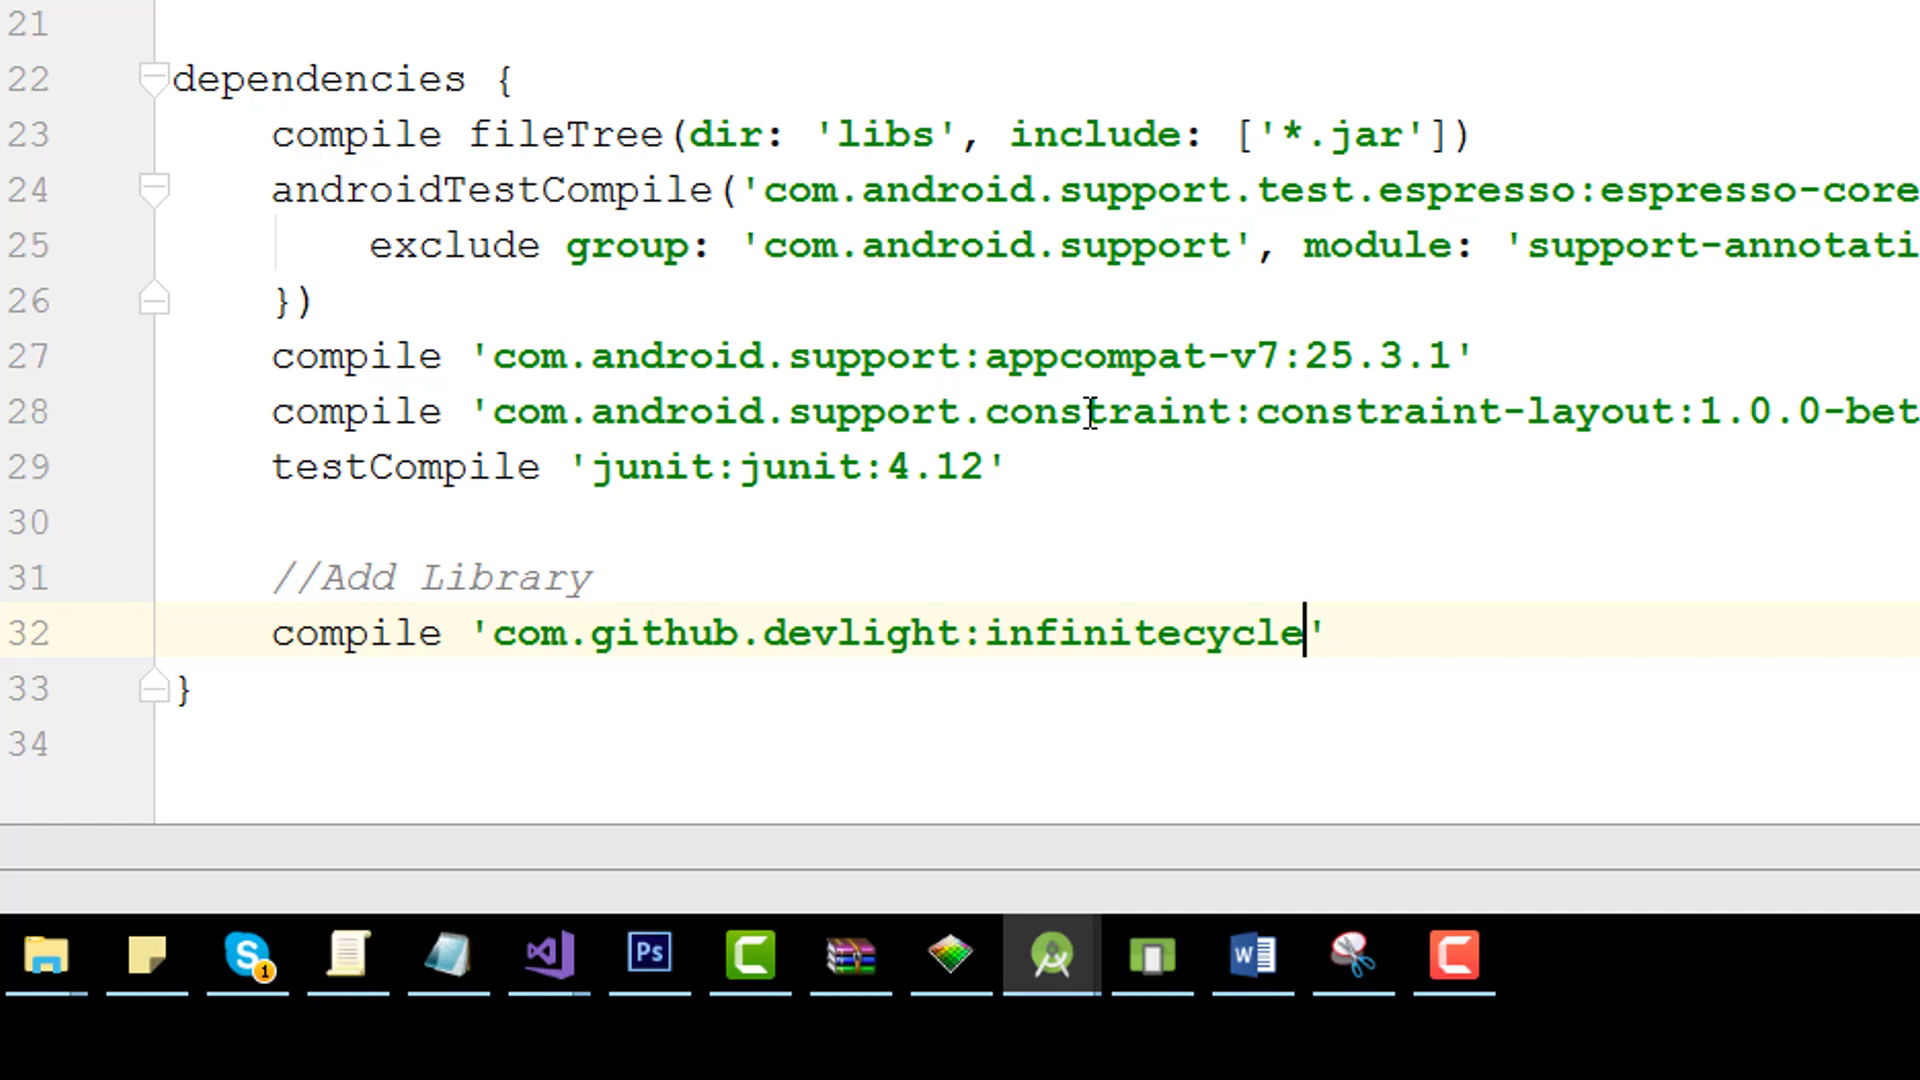 21
22 dependencies {
23 compile fileTree(dir: 'libs', include: ['*.jar'])
24 androidTestCompile('com.android.support.test.espresso:espresso-core
25 exclude group: 'com.android.support', module: 'support-annotati
26 })
27 compile 'com.android.support:appcompat-v7:25.3.1'
28 compile 'com.android.support.constraint:constraint-layout:1.0.0-bet
29 testCompile 'junit:junit:4.12'
30
31 //Add Library
32 compile 'com.github.devlight:infinitecycle'
33 }
34
S 1 Ps C W C